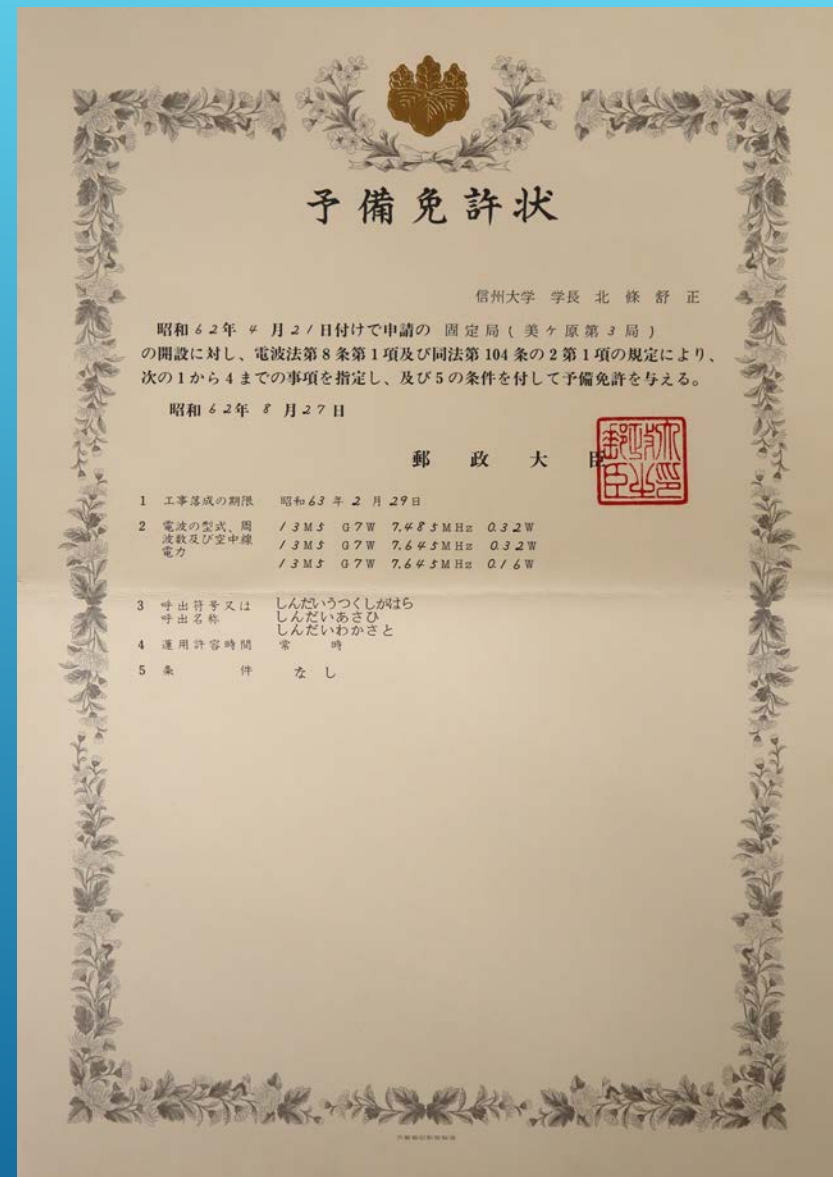 予備免許状
信州大学 学長 北 條 舒 正
昭和62年 4 月21日付けで申請の 固定局(美ケ原第3局)
の開設に対し、電波法第8条第1項及び同法第104条の2第1項の規定により、
次の1から4までの事項を指定し、及び5の条件を付して予備免許を与える。
昭和62年 8 月27日
郵 政 大 臣
郵政大臣之印
1 工事落成の期限 昭和63年 2 月 29日
2 電波の型式、周波数及び空中線電力 13M5 G7W 7,485MHz 0.32W
13M5 G7W 7,645MHz 0.32W
13M5 G7W 7,645MHz 0.16W
3 呼出符号又は呼出名称 しんだいうつくしがはら
しんだいあさひ
しんだいわかさと
4 運用許容時間 常 時
5 条 件 な し